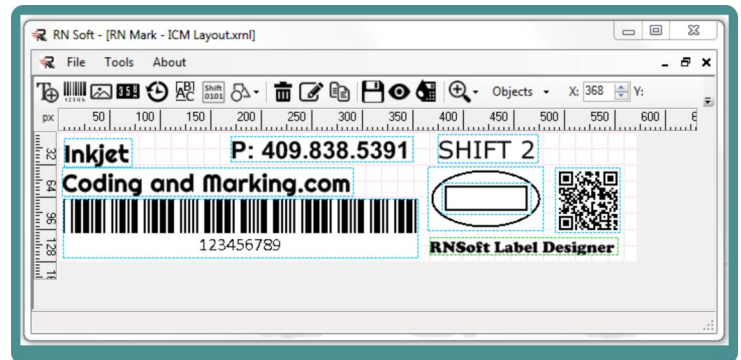 RN Soft - [RN Mark - ICM Layout.xrnl]
File Tools About
Objects X: 368 Y:
px 50 100 150 200 250 300 350 400 450 500 550 600
Inkjet P: 409.838.5391 SHIFT 2
Coding and Marking.com
123456789
RNSoft Label Designer
32
64
96
128